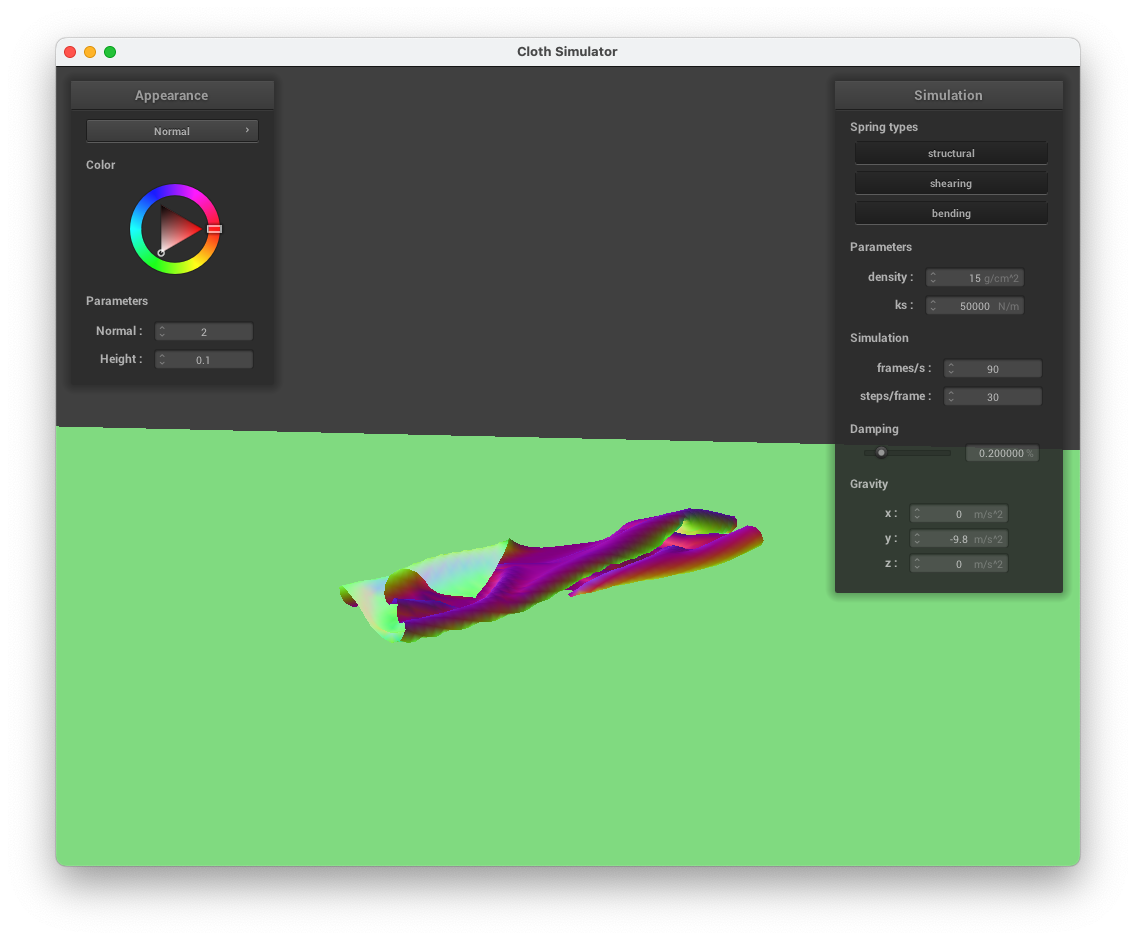 Cloth Simulator
Appearance
Normal ›
Color
Parameters
Normal : 2
Height : 0.1
Simulation
Spring types
structural
shearing
bending
Parameters
density : 15 g/cm^2
ks : 50000 N/m
Simulation
frames/s : 90
steps/frame : 30
Damping
0.200000 %
Gravity
x : 0 m/s^2
y : -9.8 m/s^2
z : 0 m/s^2